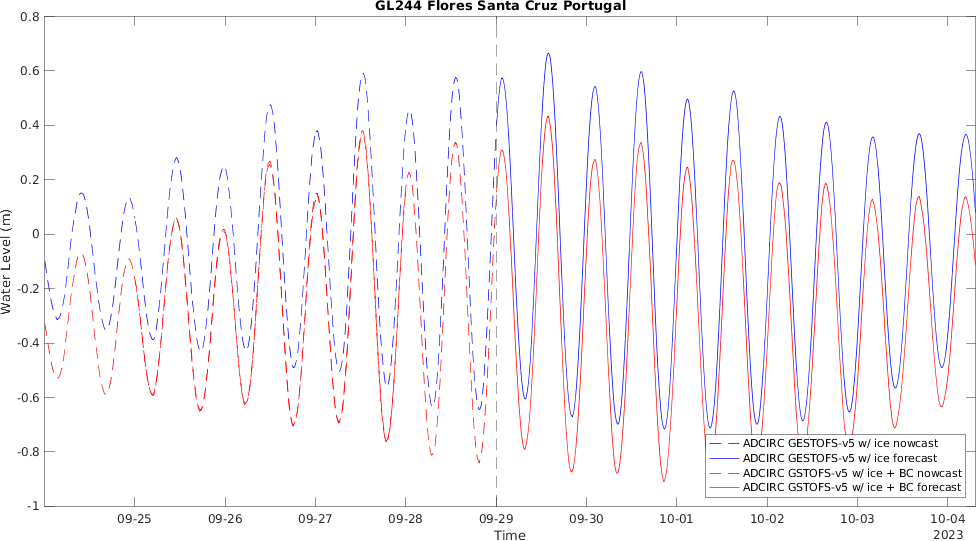 GL244 Flores Santa Cruz Portugal
0.8
0.6
0.4
0.2
0
-0.2
-0.4
-0.6
-0.8
-1
Water Level (m)
ADCIRC GESTOFS-v5 w/ ice nowcast
ADCIRC GESTOFS-v5 w/ ice forecast
ADCIRC GSTOFS-v5 w/ ice + BC nowcast
ADCIRC GSTOFS-v5 w/ ice + BC forecast
09-25 09-26 09-27 09-28 09-29 09-30 10-01 10-02 10-03 10-04
2023
Time